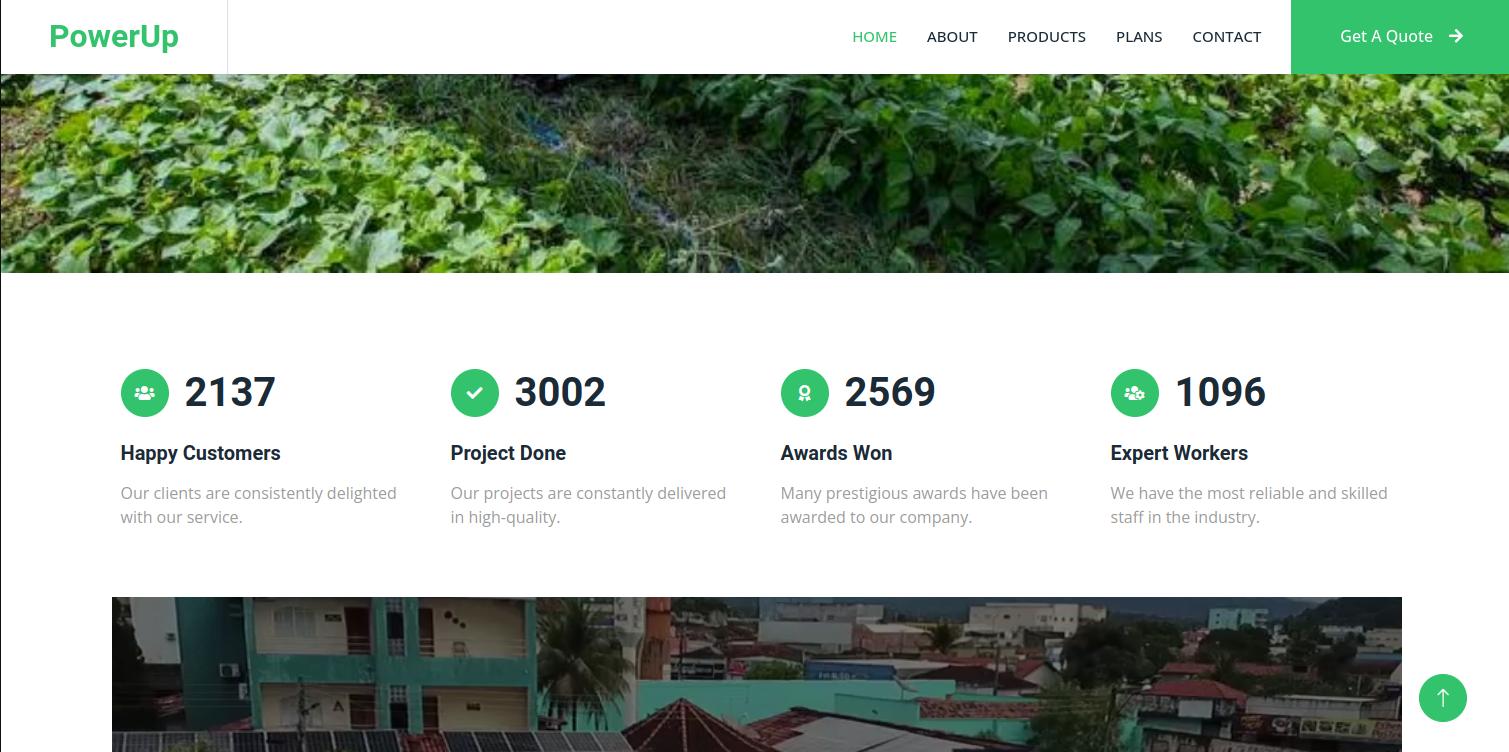 PowerUp
HOME ABOUT PRODUCTS PLANS CONTACT Get A Quote
2137
Happy Customers
Our clients are consistently delighted
with our service.
3002
Project Done
Our projects are constantly delivered
in high-quality.
2569
Awards Won
Many prestigious awards have been
awarded to our company.
1096
Expert Workers
We have the most reliable and skilled
staff in the industry.